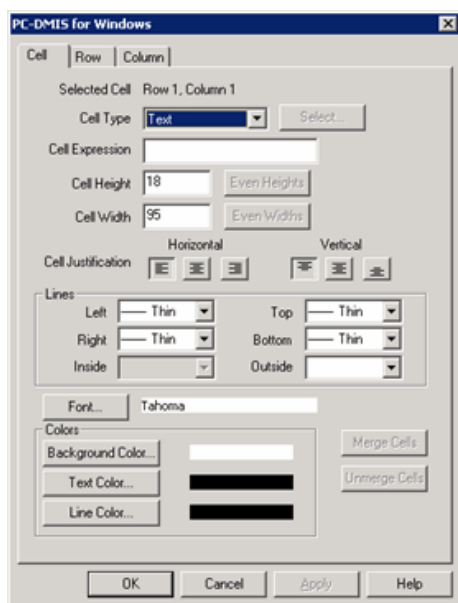 PC-DMIS for Windows
Cell Row Column
Selected Cell Row 1, Column 1
Cell Type Text Select...
Cell Expression
Cell Height 18 Even Heights
Cell Width 95 Even Widths
Horizontal Vertical
Cell Justification
Lines
Left Thin Top Thin
Right Thin Bottom Thin
Inside Outside
Font... Tahoma
Colors
Background Color... Merge Cells
Text Color... Unmerge Cells
Line Color...
OK Cancel Apply Help